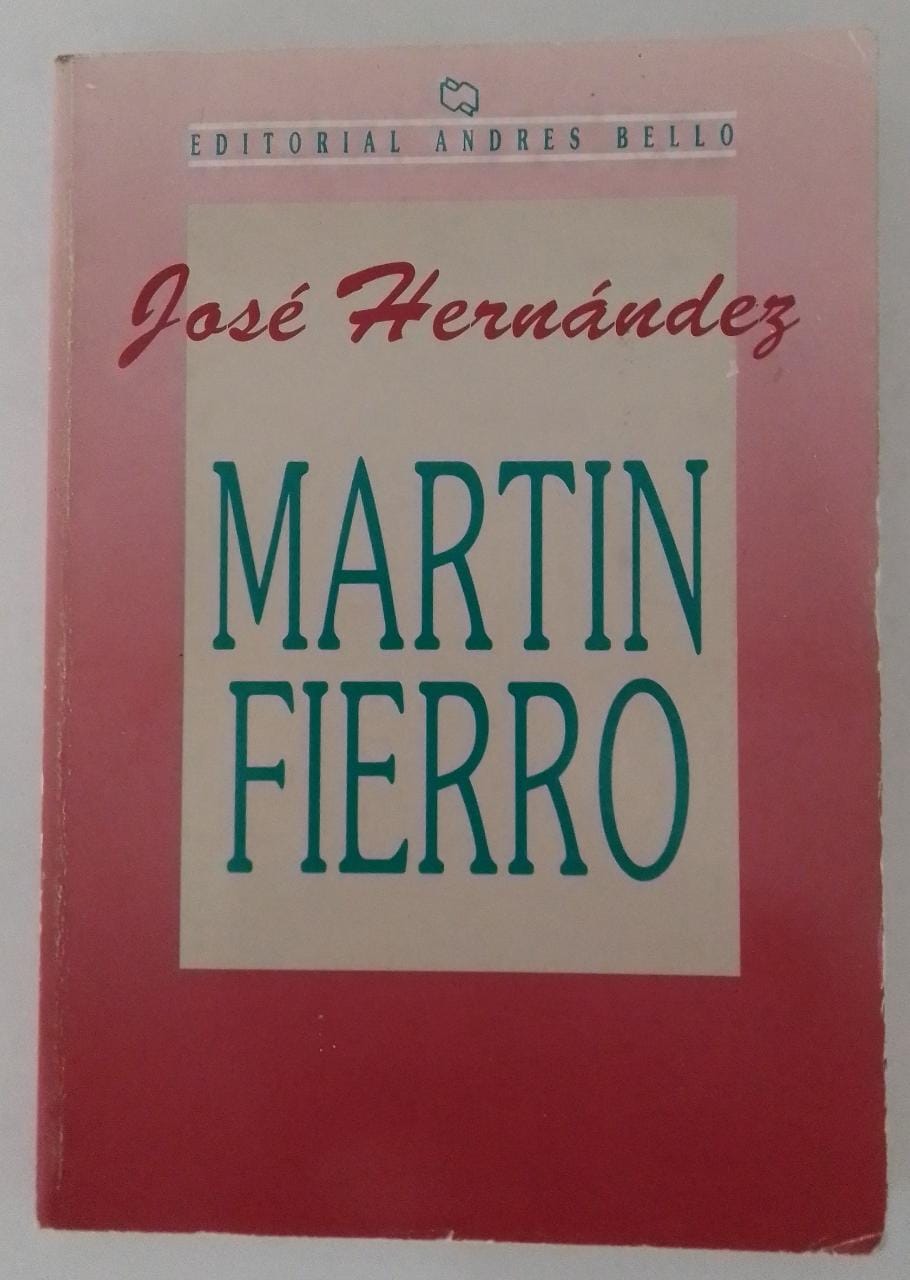 EDITORIAL ANDRES BELLO
José Hernández
MARTIN
FIERRO